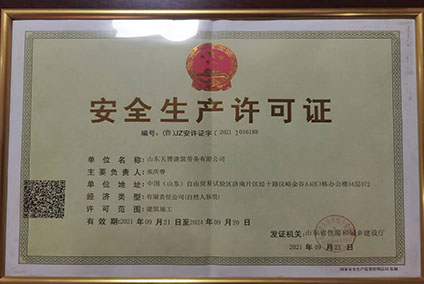 安全生产许可证
编号：(鲁)JZ安许证字〔2021〕016188
单位名称：山东天博建筑劳务有限公司
主要负责人：张庆春
单位地址：中国（山东）自由贸易试验区济南片区经十路汉峪金谷A4区3栋办公楼04层072
经济类型：有限责任公司(自然人独资)
许可范围：建筑施工
有效期：2021年09月21日至2024年09月20日
发证机关：山东省住房和城乡建设厅
2021年09月21日